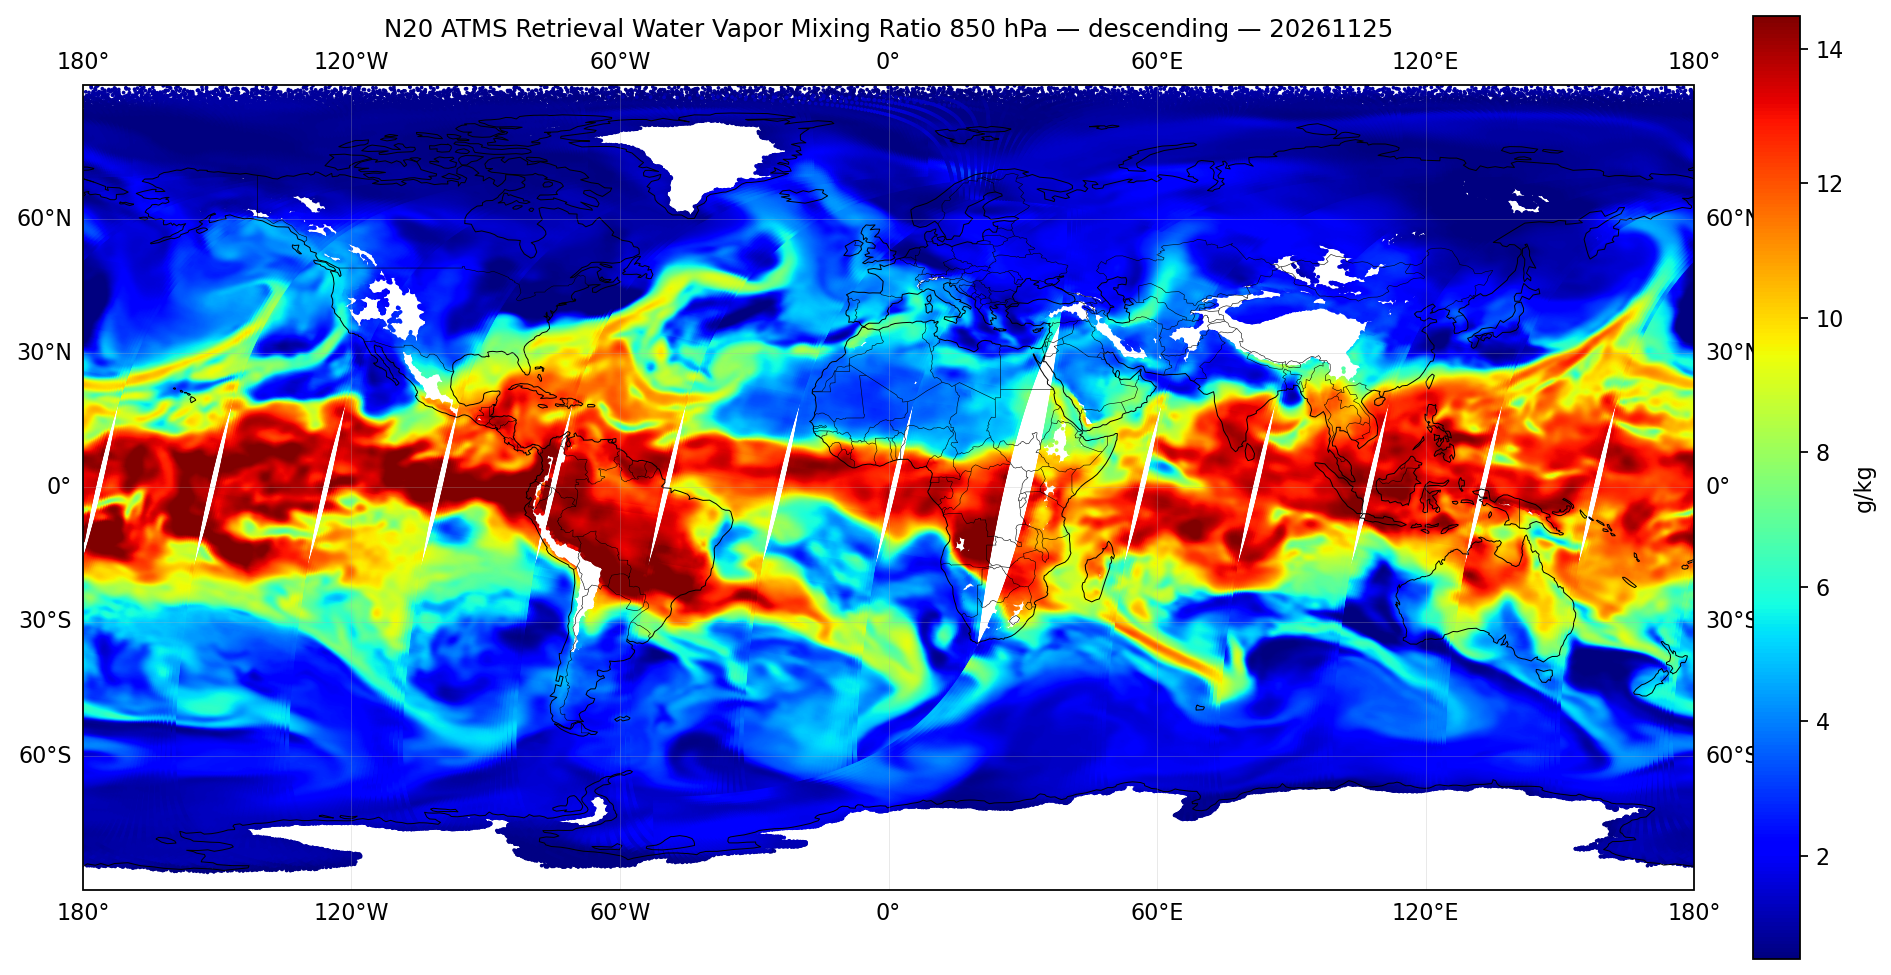 N20 ATMS Retrieval Water Vapor Mixing Ratio 850 hPa — descending — 20261125
180° 120°W 60°W 0° 60°E 120°E 180°
60°N 60°N
30°N 30°N
0° 0°
30°S 30°S
60°S 60°S
180° 120°W 60°W 0° 60°E 120°E 180°
14
12
10
8
6
4
2
g/kg